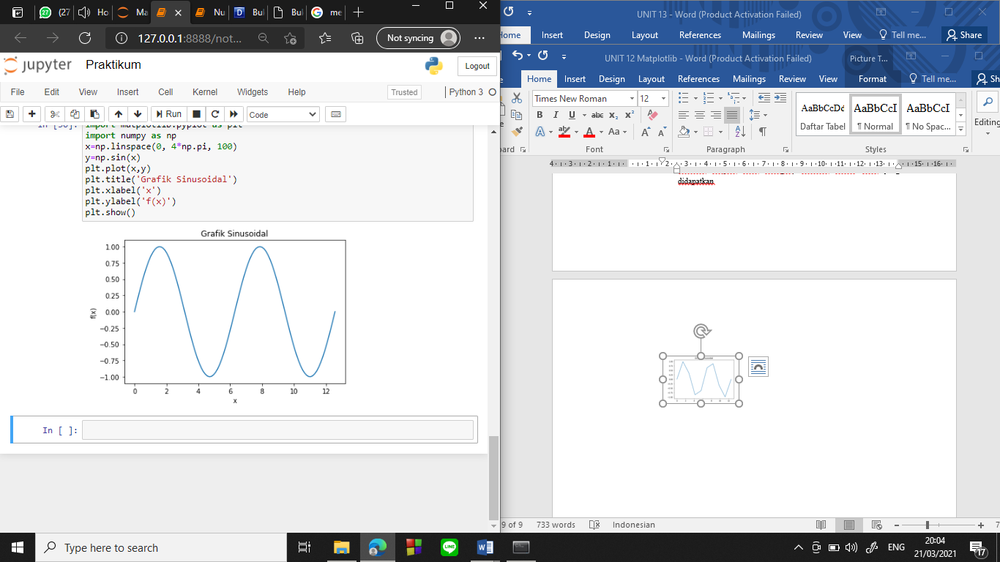 (27
Ho
Ma
Nu
Bul
Bul
me
127.0.0.1:8888/not...
Not syncing
jupyter Praktikum
Logout
File Edit View Insert Cell Kernel Widgets Help
Trusted
Python 3
Run
Code
import matplotlib.pyplot as plt
import numpy as np
x=np.linspace(0, 4*np.pi, 100)
y=np.sin(x)
plt.plot(x,y)
plt.title('Grafik Sinusoidal')
plt.xlabel('x')
plt.ylabel('f(x)')
plt.show()
Grafik Sinusoidal
1.00
0.75
0.50
0.25
0.00
−0.25
−0.50
−0.75
−1.00
f(x)
0 2 4 6 8 10 12
x
In [ ]:
UNIT 13 - Word (Product Activation Failed)
Home Insert Design Layout References Mailings Review View Tell me... Share
UNIT 12 Matplotlib - Word (Product Activation Failed)
Picture T...
Home Insert Design Layout References Mailings Review View Format Tell me... Sh
Times New Roman 12
B I U abc x₂ x²
A ab A Aa A A
Font
Paragraph
AaBbCcDd AaBbCcI AaBbCcI
Daftar Tabel ¶ Normal ¶ No Spac...
Styles
Editing
4 3 2 1 1 2 3 4 5 6 7 8 9 10 11 12 13 15 16
didapatkan.
9 of 9 733 words Indonesian
Type here to search
ENG
20:04
21/03/2021
17